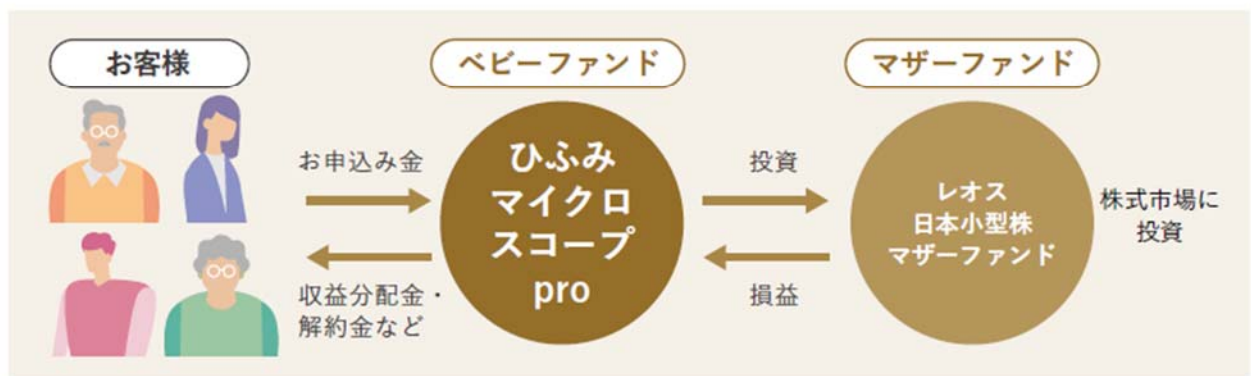 お客様
ベビーファンド
マザーファンド
お申込み金
収益分配金・
解約金など
ひふみ
マイクロ
スコープ
pro
投資
損益
レオス
日本小型株
マザーファンド
株式市場に
投資